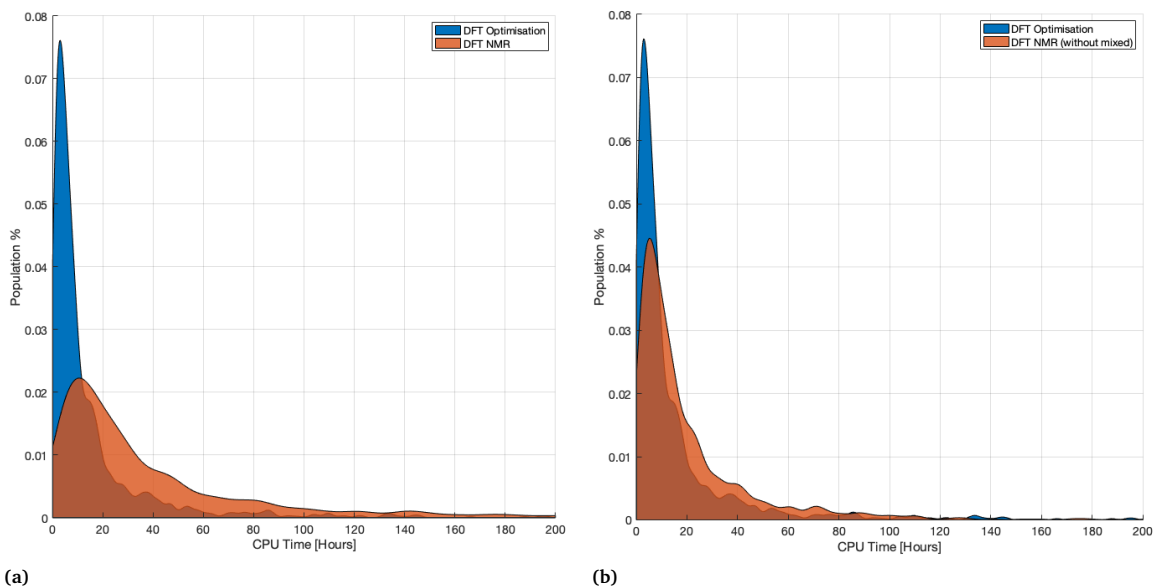 0.08
DFT Optimisation
DFT NMR
0.07
0.06
0.05
Population %
0.04
0.03
0.02
0.01
0
0 20 40 60 80 100 120 140 160 180 200
CPU Time [Hours]
(a)
0.08
DFT Optimisation
DFT NMR (without mixed)
0.07
0.06
0.05
Population %
0.04
0.03
0.02
0.01
0
0 20 40 60 80 100 120 140 160 180 200
CPU Time [Hours]
(b)